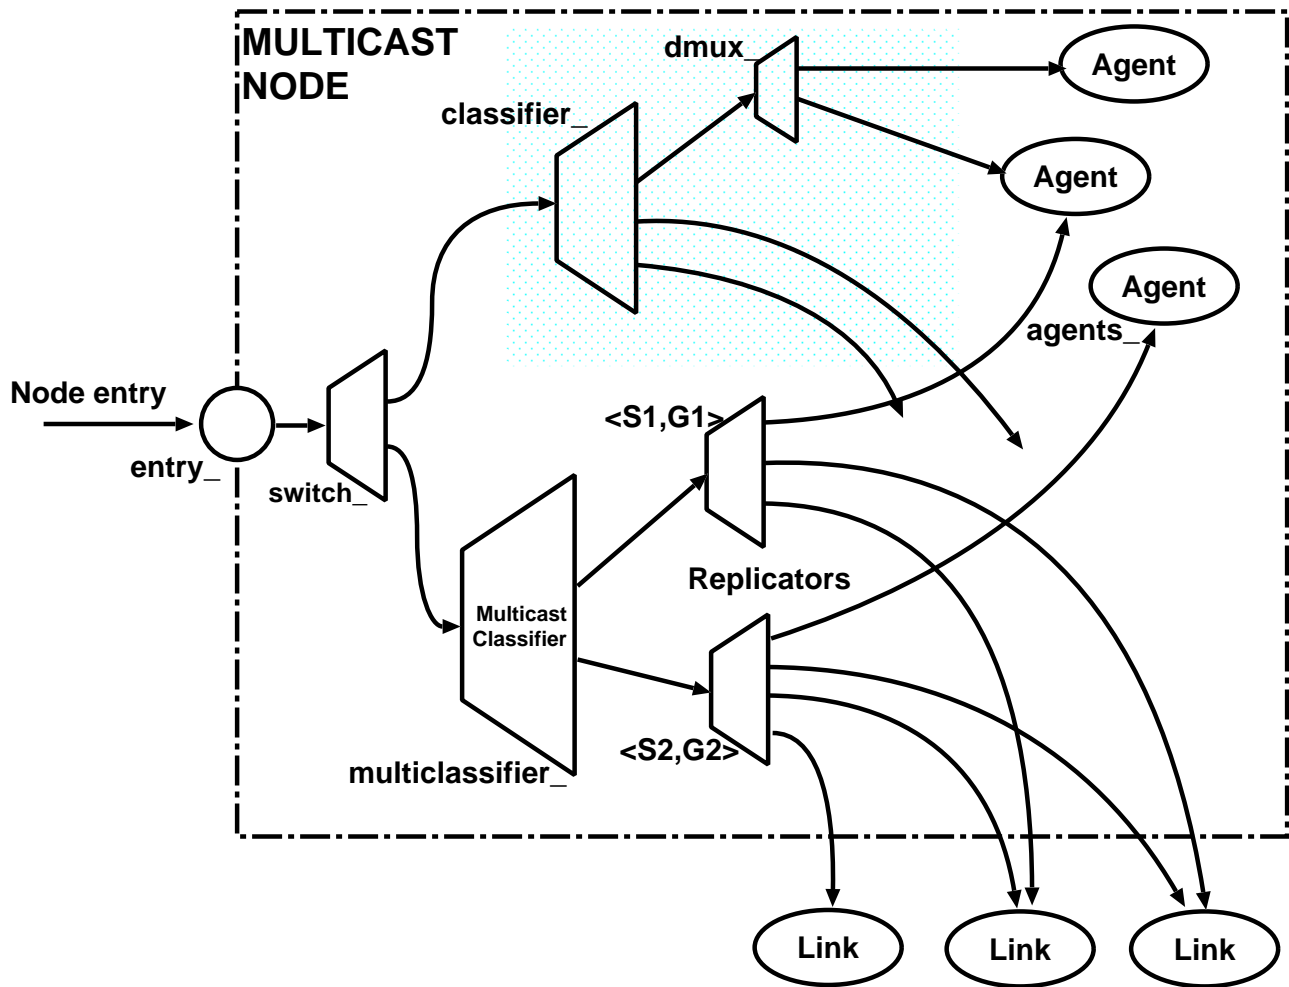 MULTICAST
NODE
dmux_
Agent
classifier_
Agent
Agent
agents_
Node entry
<S1,G1>
entry_
switch_
Replicators
Multicast
Classifier
<S2,G2>
multiclassifier_
Link
Link
Link